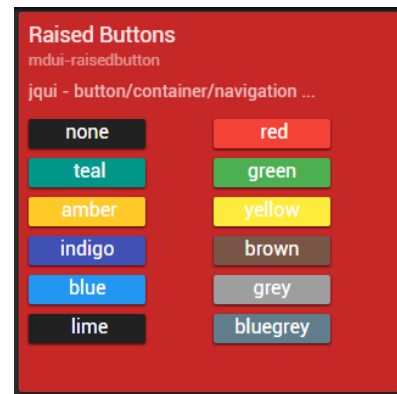 Raised Buttons
mdui-raisedbutton
jqui - button/container/navigation ...
none red
teal green
amber yellow
indigo brown
blue grey
lime bluegrey